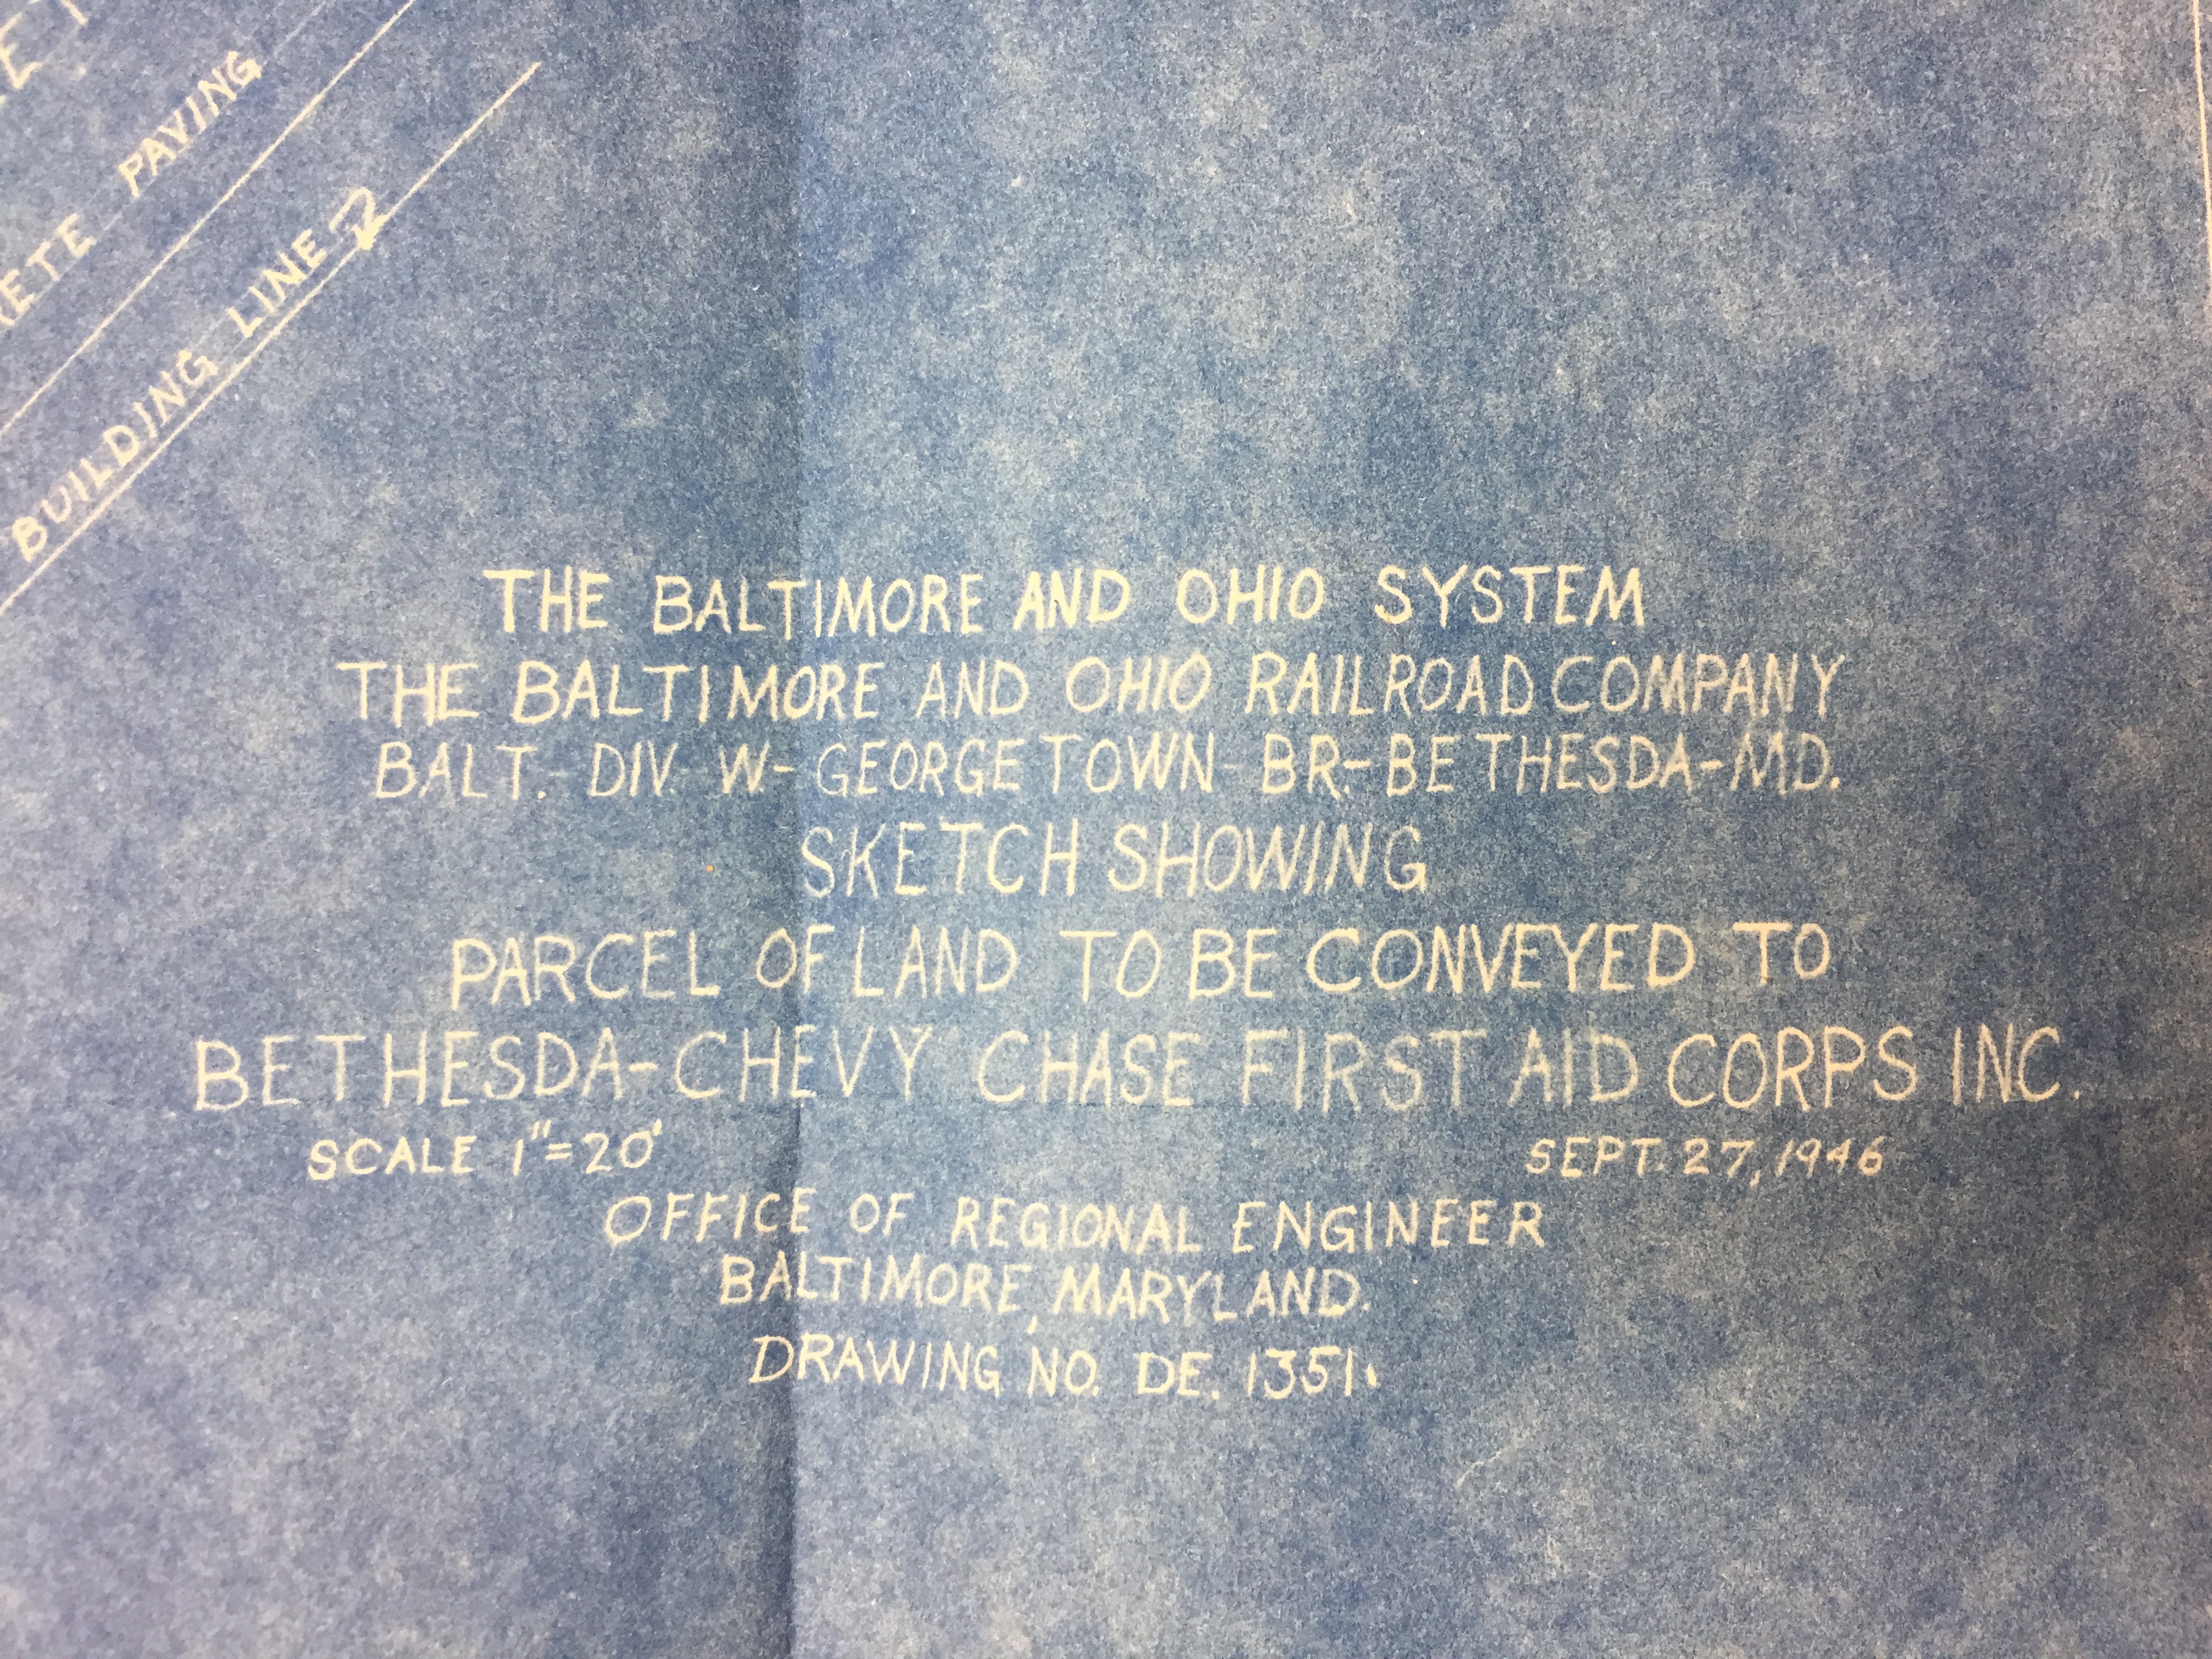 PAVING
BUILDING LINE
THE BALTIMORE AND OHIO SYSTEM
THE BALTIMORE AND OHIO RAILROAD COMPANY
BALT. DIV. W-GEORGETOWN-BR.-BETHESDA-MD.
SKETCH SHOWING
PARCEL OF LAND TO BE CONVEYED TO
BETHESDA-CHEVY CHASE FIRST AID CORPS INC.
SCALE 1"=20' SEPT. 27, 1946
OFFICE OF REGIONAL ENGINEER
BALTIMORE, MARYLAND.
DRAWING NO. DE. 1351.